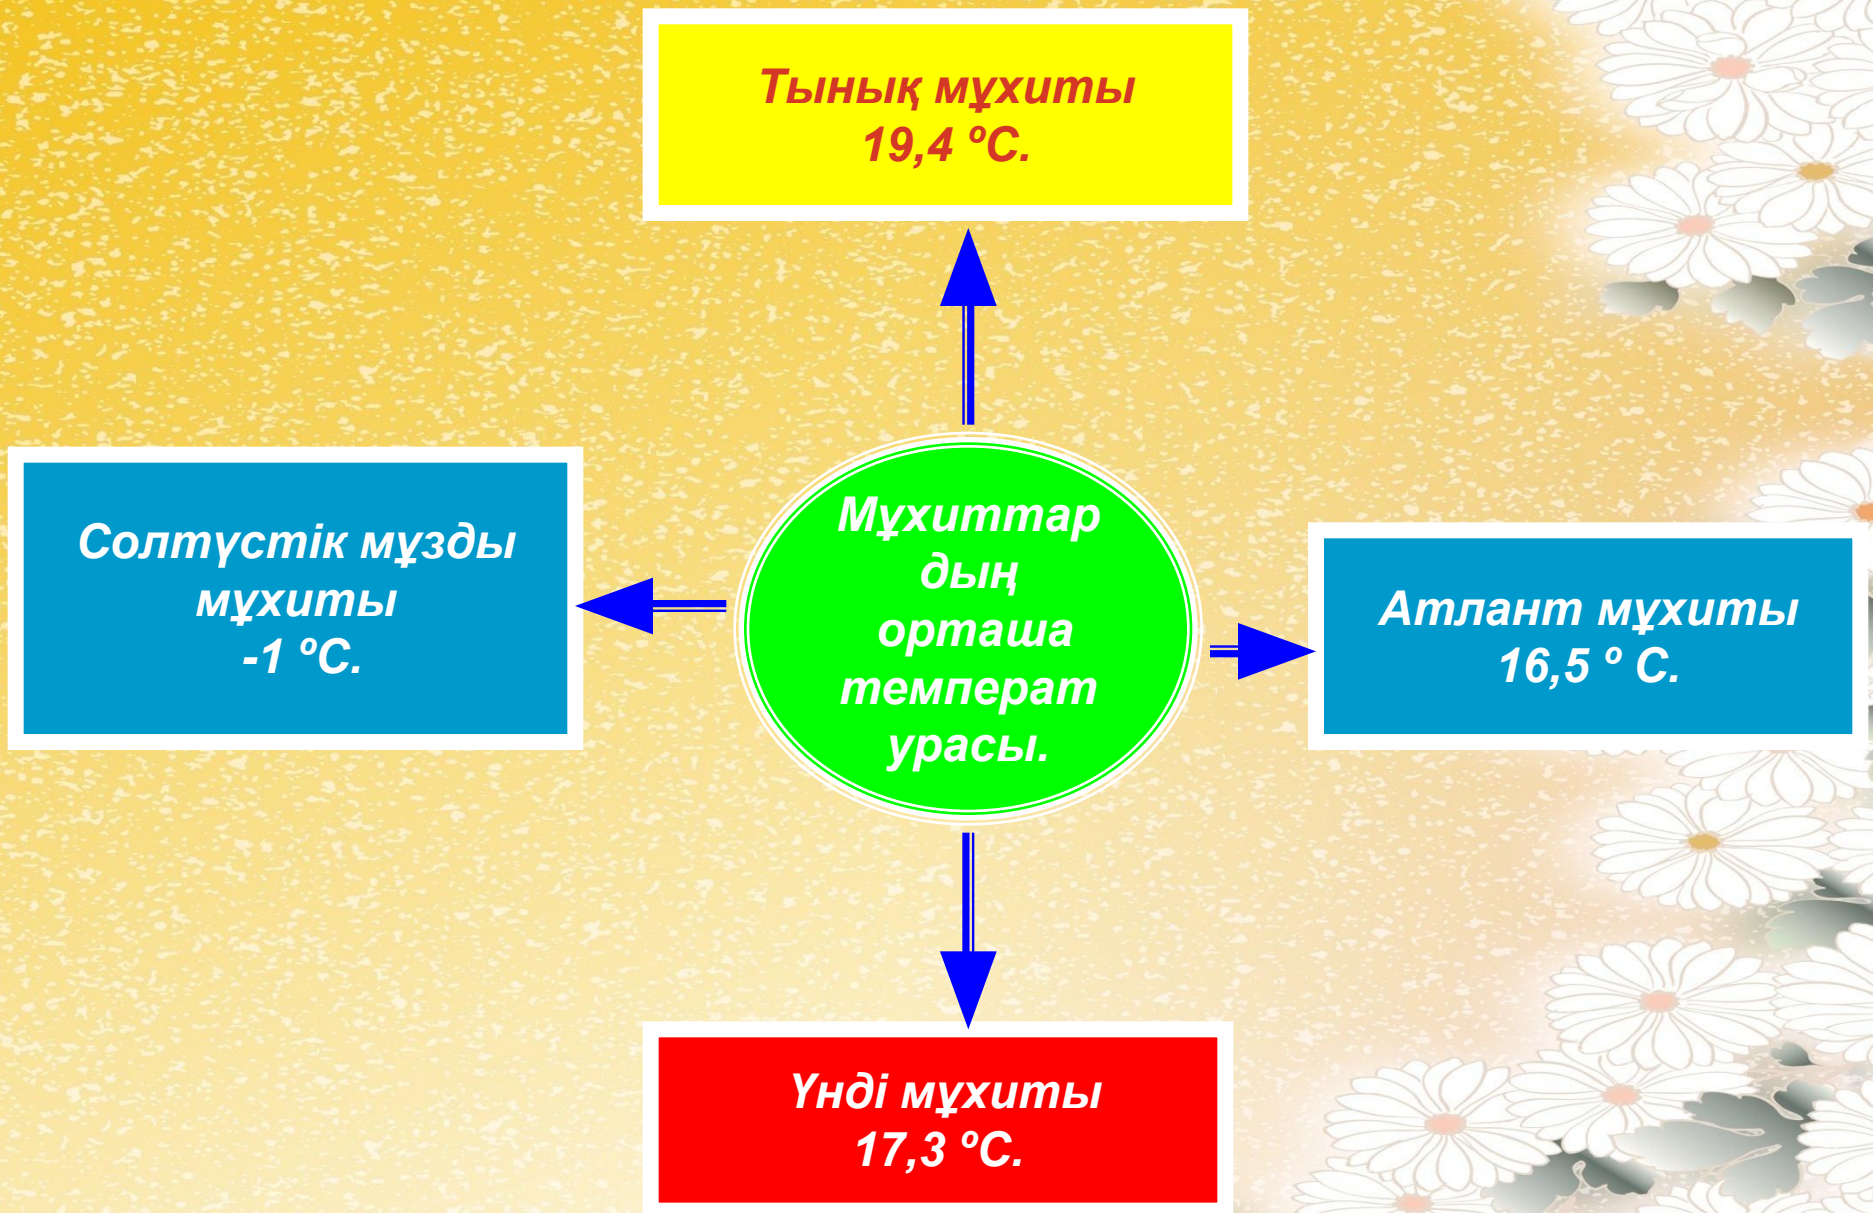 Тынық мұхиты
19,4 ºС.
Солтүстік мұзды
мұхиты
-1 ºС.
Мұхиттар
дың
орташа
температ
урасы.
Атлант мұхиты
16,5 º С.
Үнді мұхиты
17,3 ºС.